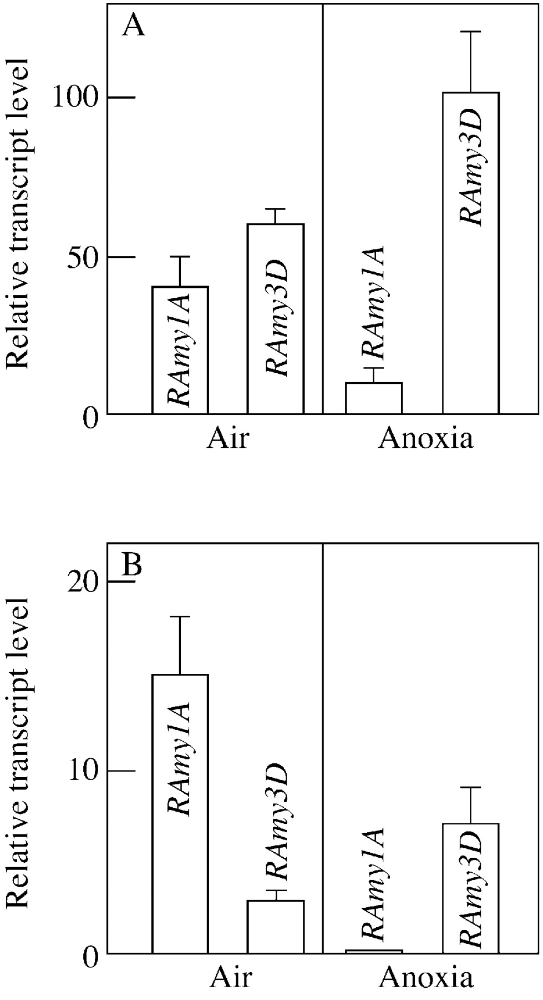 A
Relative transcript level
100
50
0
RAmy1A
RAmy3D
RAmy1A
RAmy3D
Air
Anoxia
B
Relative transcript level
20
10
0
RAmy1A
RAmy3D
RAmy1A
RAmy3D
Air
Anoxia